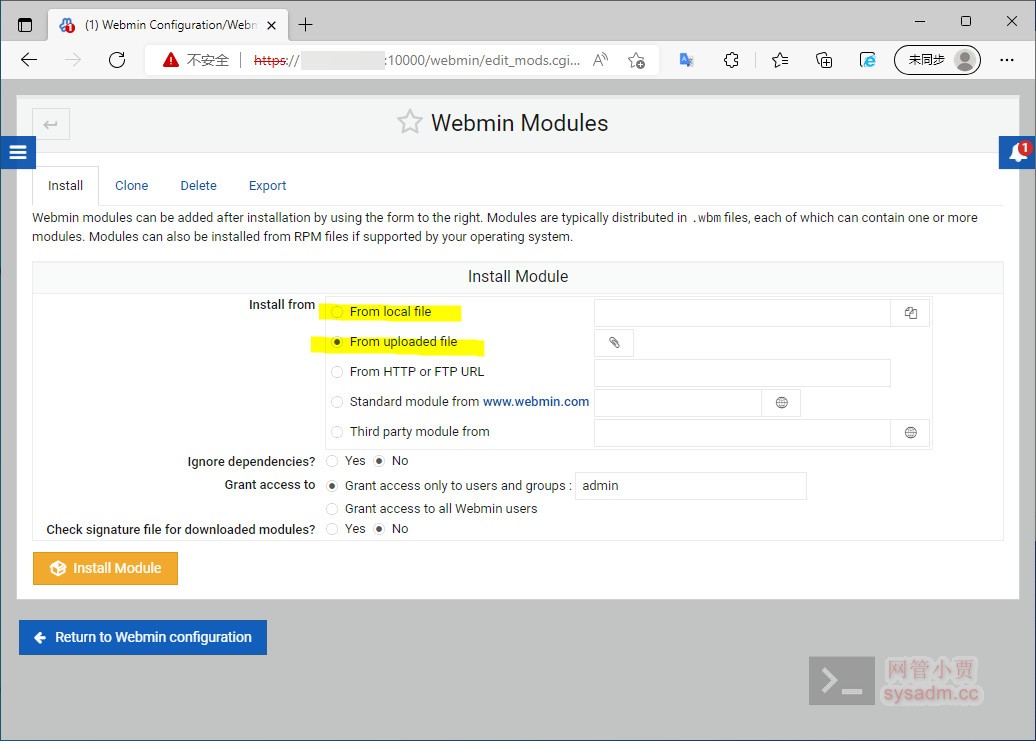 (1) Webmin Configuration/Webn
不安全 https:// :10000/webmin/edit_mods.cgi... 未同步
Webmin Modules
1
Install Clone Delete Export
Webmin modules can be added after installation by using the form to the right. Modules are typically distributed in .wbm files, each of which can contain one or more
modules. Modules can also be installed from RPM files if supported by your operating system.
Install Module
Install from From local file
From uploaded file
From HTTP or FTP URL
Standard module from www.webmin.com
Third party module from
Ignore dependencies? Yes No
Grant access to Grant access only to users and groups : admin
Grant access to all Webmin users
Check signature file for downloaded modules? Yes No
Install Module
Return to Webmin configuration
网管小贾
sysadm.cc